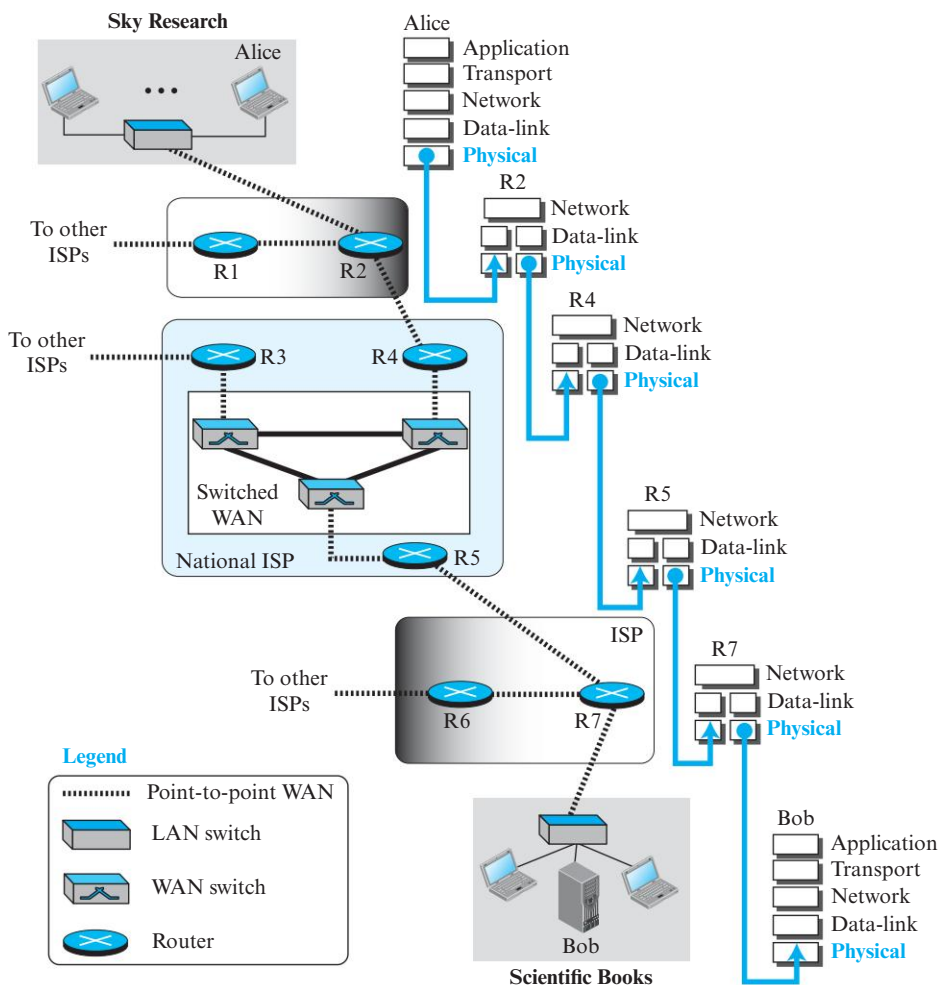 Sky Research
Alice
Alice
Application
Transport
Network
Data-link
Physical
R2
Network
Data-link
Physical
To other
ISPs
R1
R2
R4
Network
Data-link
Physical
To other
ISPs
R3
R4
Switched
WAN
National ISP
R5
R5
Network
Data-link
Physical
ISP
To other
ISPs
R6
R7
R7
Network
Data-link
Physical
Legend
Point-to-point WAN
LAN switch
WAN switch
Router
Bob
Scientific Books
Bob
Application
Transport
Network
Data-link
Physical